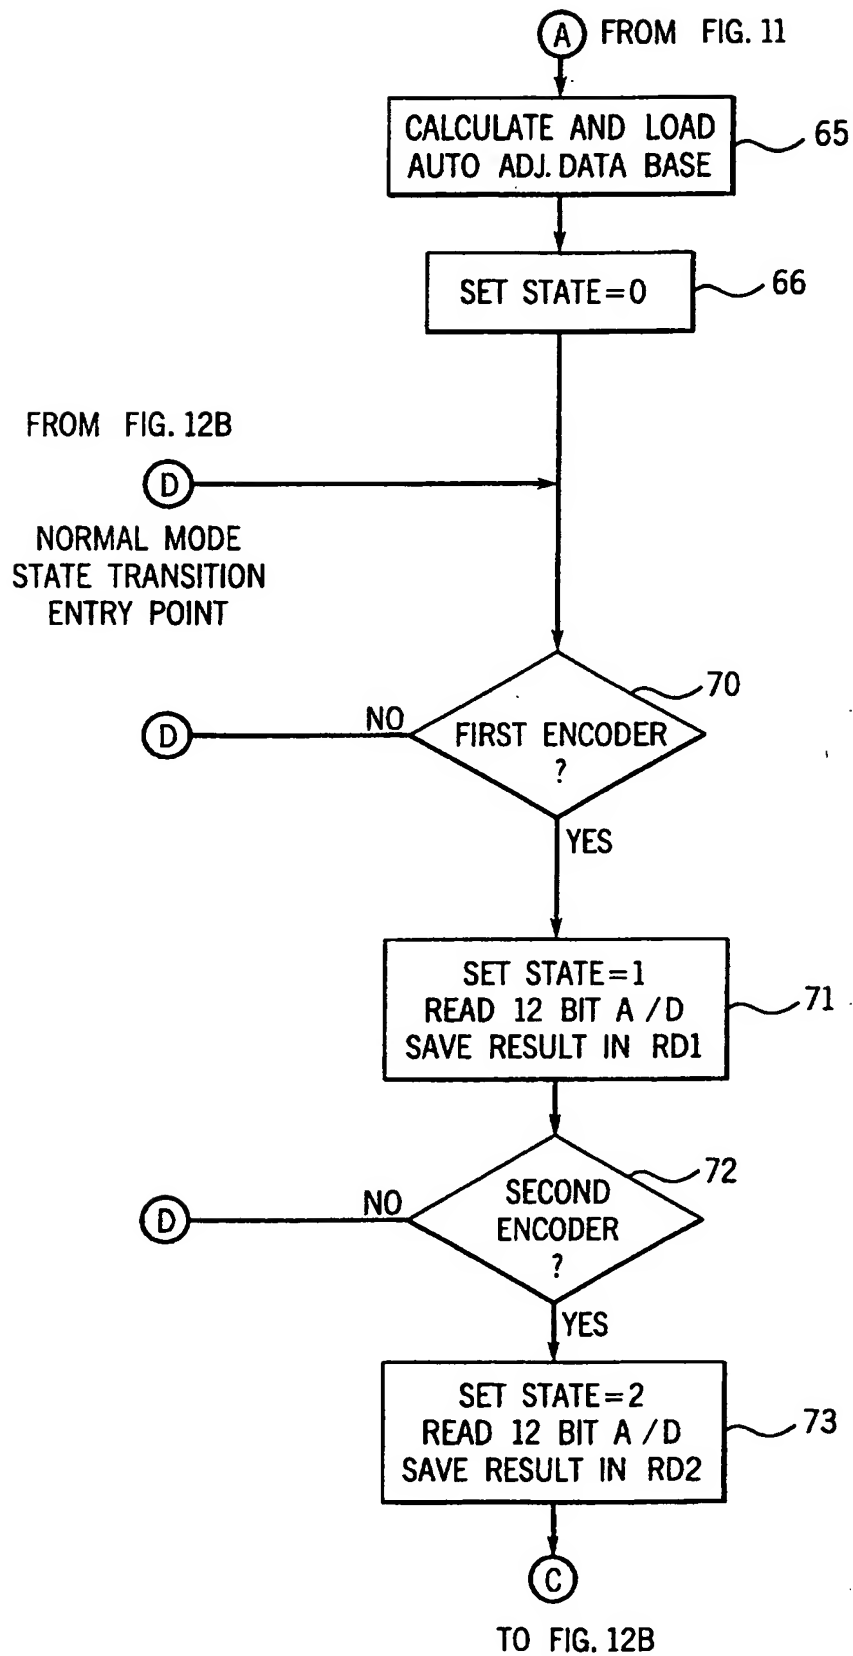 A FROM FIG. 11
CALCULATE AND LOAD
AUTO ADJ. DATA BASE
65
SET STATE=0
66
FROM FIG. 12B
D
NORMAL MODE
STATE TRANSITION
ENTRY POINT
70
D
NO
FIRST ENCODER
?
YES
SET STATE=1
READ 12 BIT A/D
SAVE RESULT IN RD1
71
72
D
NO
SECOND
ENCODER
?
YES
SET STATE=2
READ 12 BIT A/D
SAVE RESULT IN RD2
73
C
TO FIG. 12B